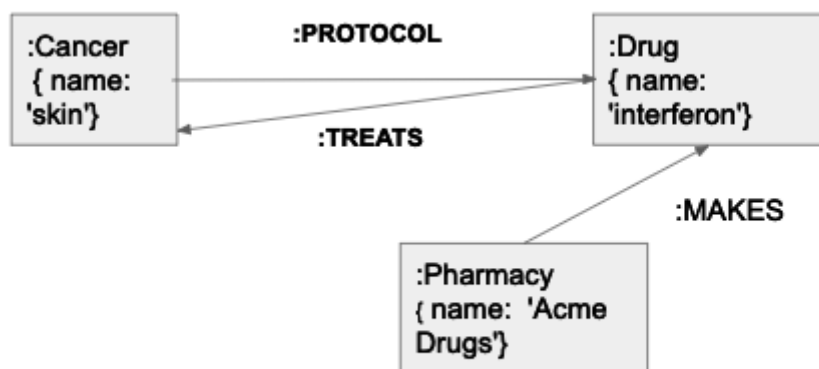 :Cancer
{ name:
'skin'}
:PROTOCOL
:TREATS
:Drug
{ name:
'interferon'}
:MAKES
:Pharmacy
{ name:  'Acme
Drugs'}